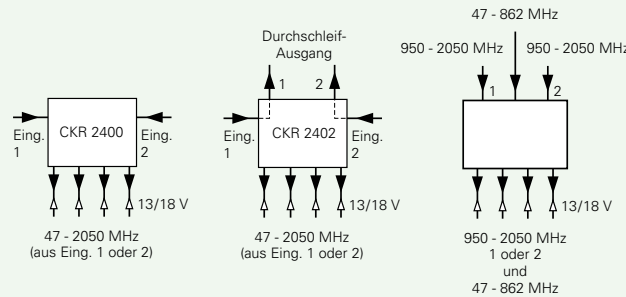 Eing.
1
CKR 2400
Eing.
2
13/18 V
47 - 2050 MHz
(aus Eing. 1 oder 2)
Durchschleif-
Ausgang
1
2
Eing.
1
CKR 2402
Eing.
2
13/18 V
47 - 2050 MHz
(aus Eing. 1 oder 2)
47 - 862 MHz
950 - 2050 MHz
950 - 2050 MHz
1
2
13/18 V
950 - 2050 MHz
1 oder 2
und
47 - 862 MHz